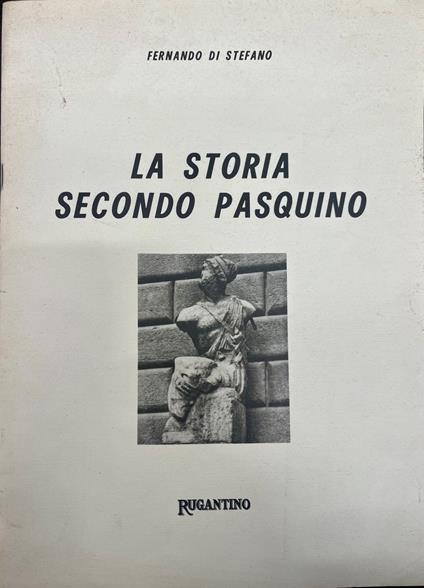 FERNANDO DI STEFANO
LA STORIA
SECONDO PASQUINO
RUGANTINO